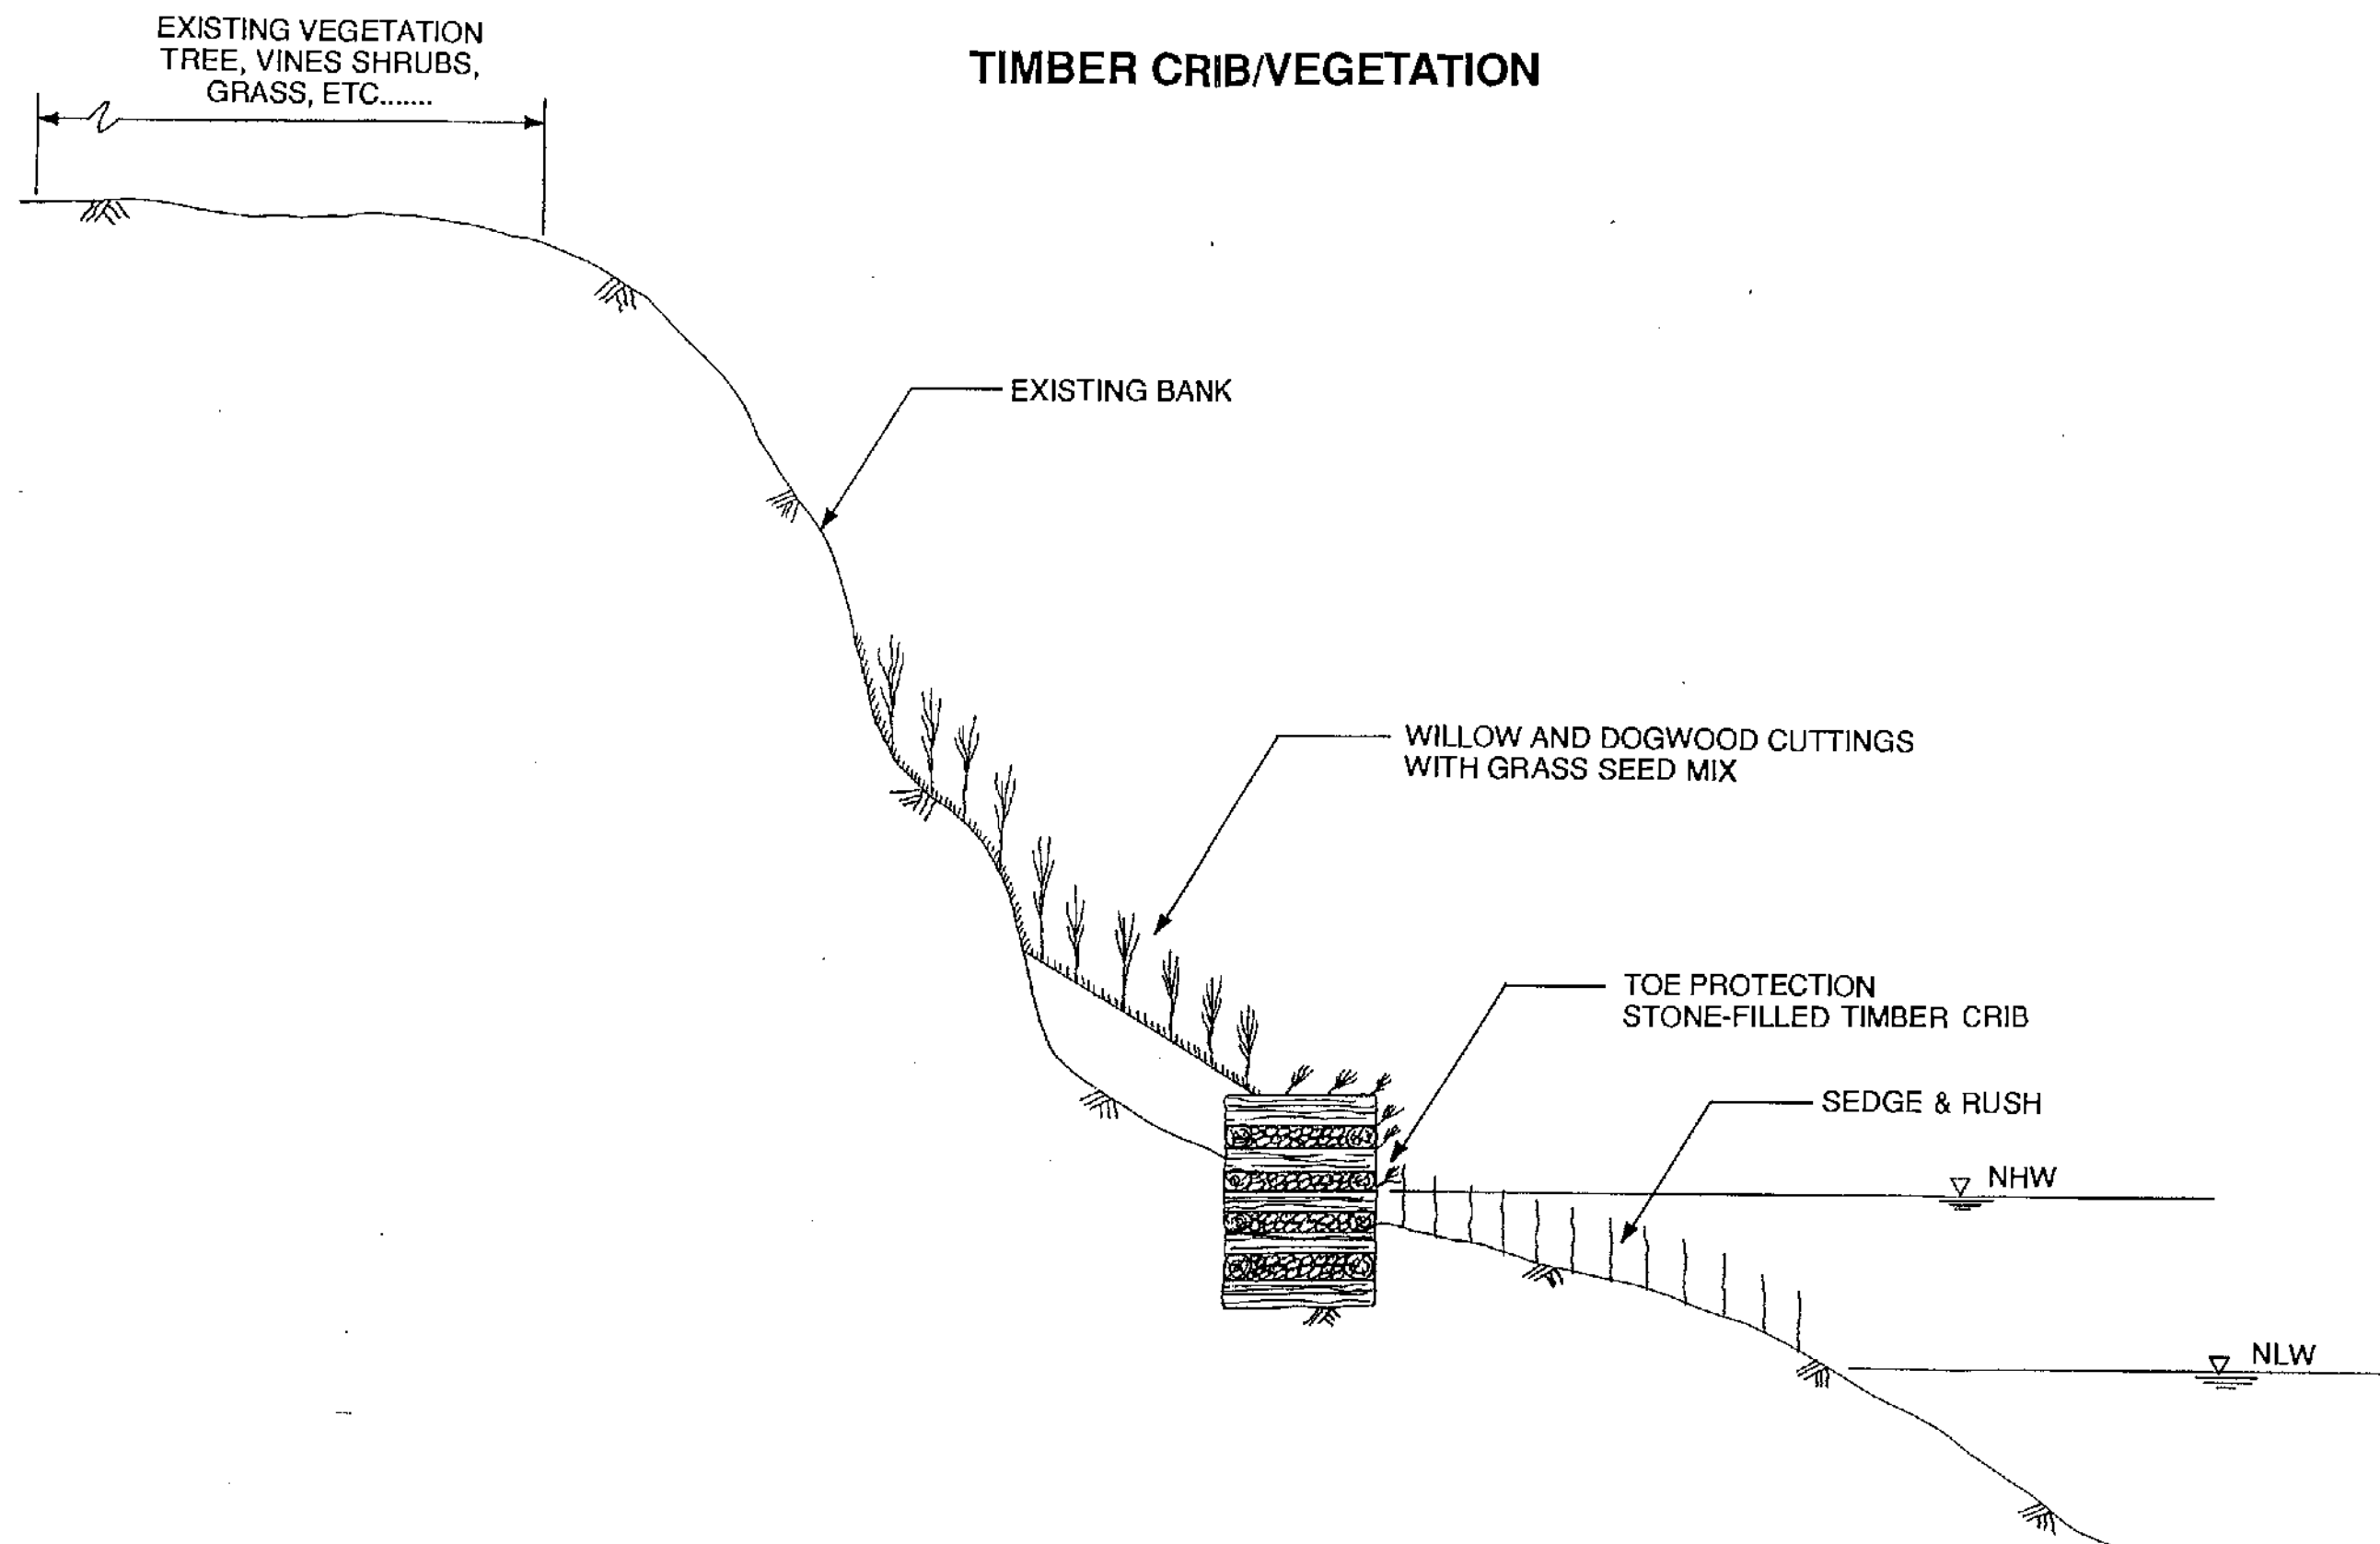 EXISTING VEGETATION
TREE, VINES SHRUBS,
GRASS, ETC.......
TIMBER CRIB/VEGETATION
EXISTING BANK
WILLOW AND DOGWOOD CUTTINGS
WITH GRASS SEED MIX
TOE PROTECTION
STONE-FILLED TIMBER CRIB
SEDGE & RUSH
NHW
NLW